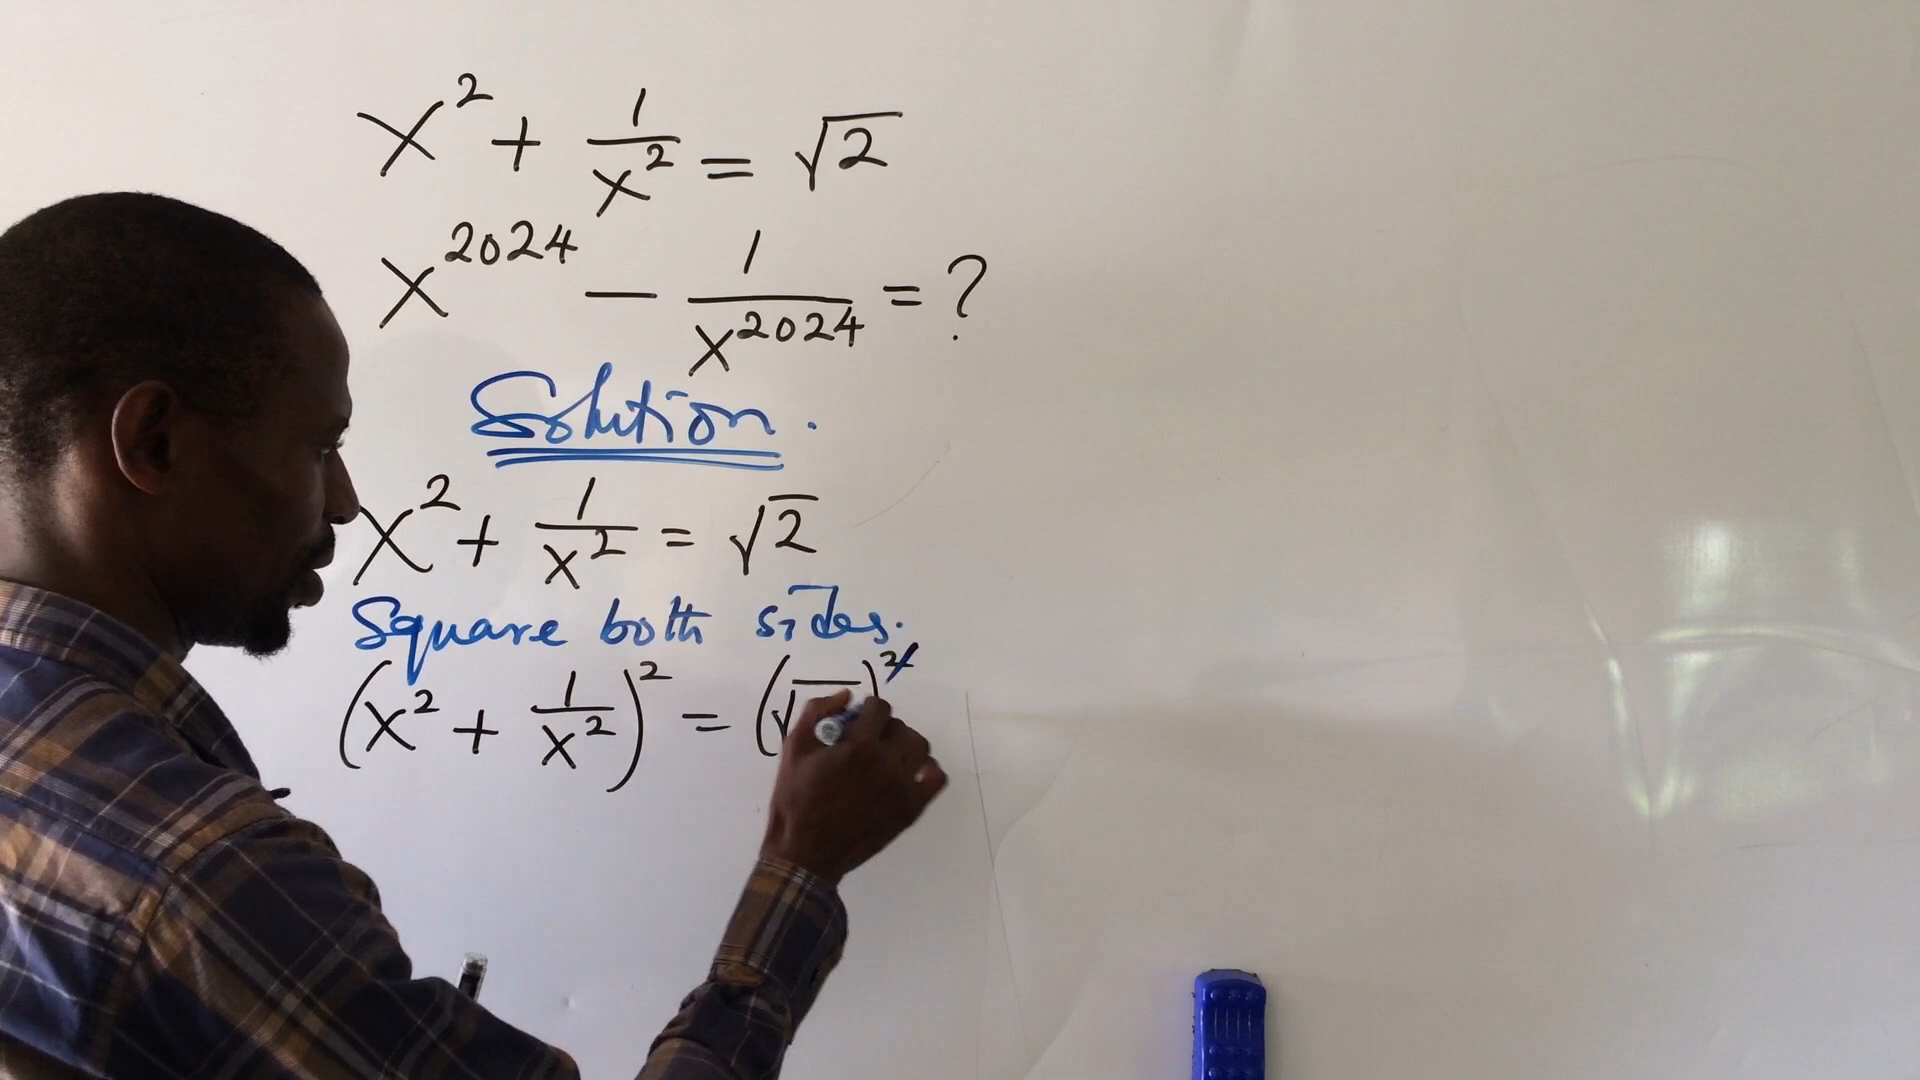 x² + 1/x² = √2
x²⁰²⁴ − 1/x²⁰²⁴ = ?
Solution.
x² + 1/x² = √2
Square both sides.
(x² + 1/x²)² = (√ )²